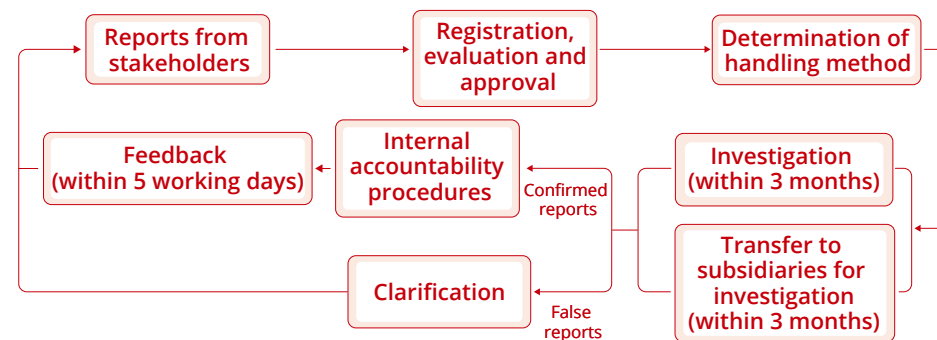 Reports from
stakeholders
Registration,
evaluation and
approval
Determination of
handling method
Feedback
(within 5 working days)
Internal
accountability
procedures
Confirmed
reports
Investigation
(within 3 months)
Transfer to
subsidiaries for
investigation
(within 3 months)
Clarification
False
reports